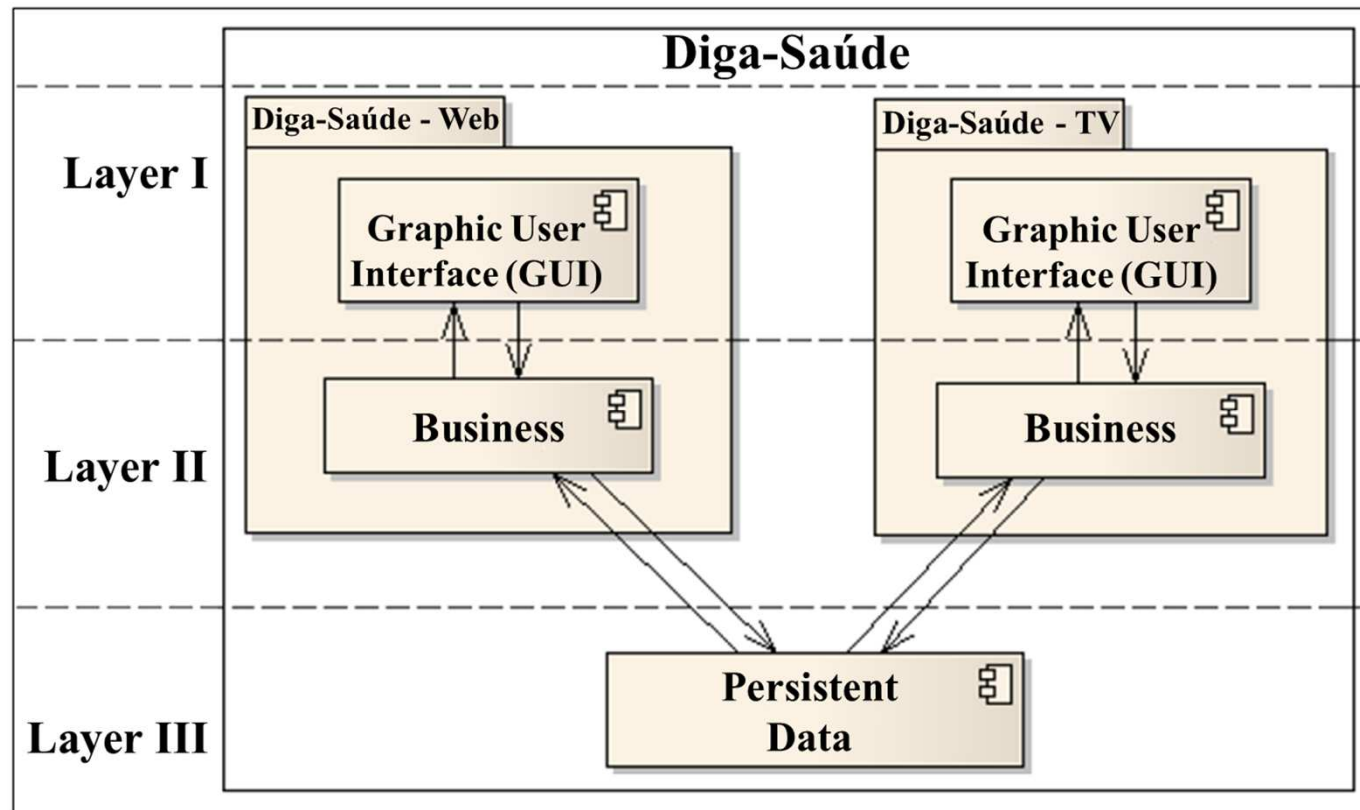 Diga-Saúde
Diga-Saúde - Web
Diga-Saúde - TV
Layer I
Graphic User
Interface (GUI)
Graphic User
Interface (GUI)
Layer II
Business
Business
Layer III
Persistent
Data